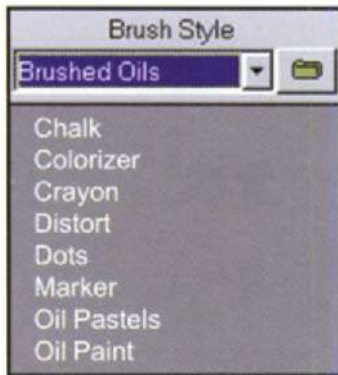 Brush Style
Brushed Oils
Chalk
Colorizer
Crayon
Distort
Dots
Marker
Oil Pastels
Oil Paint